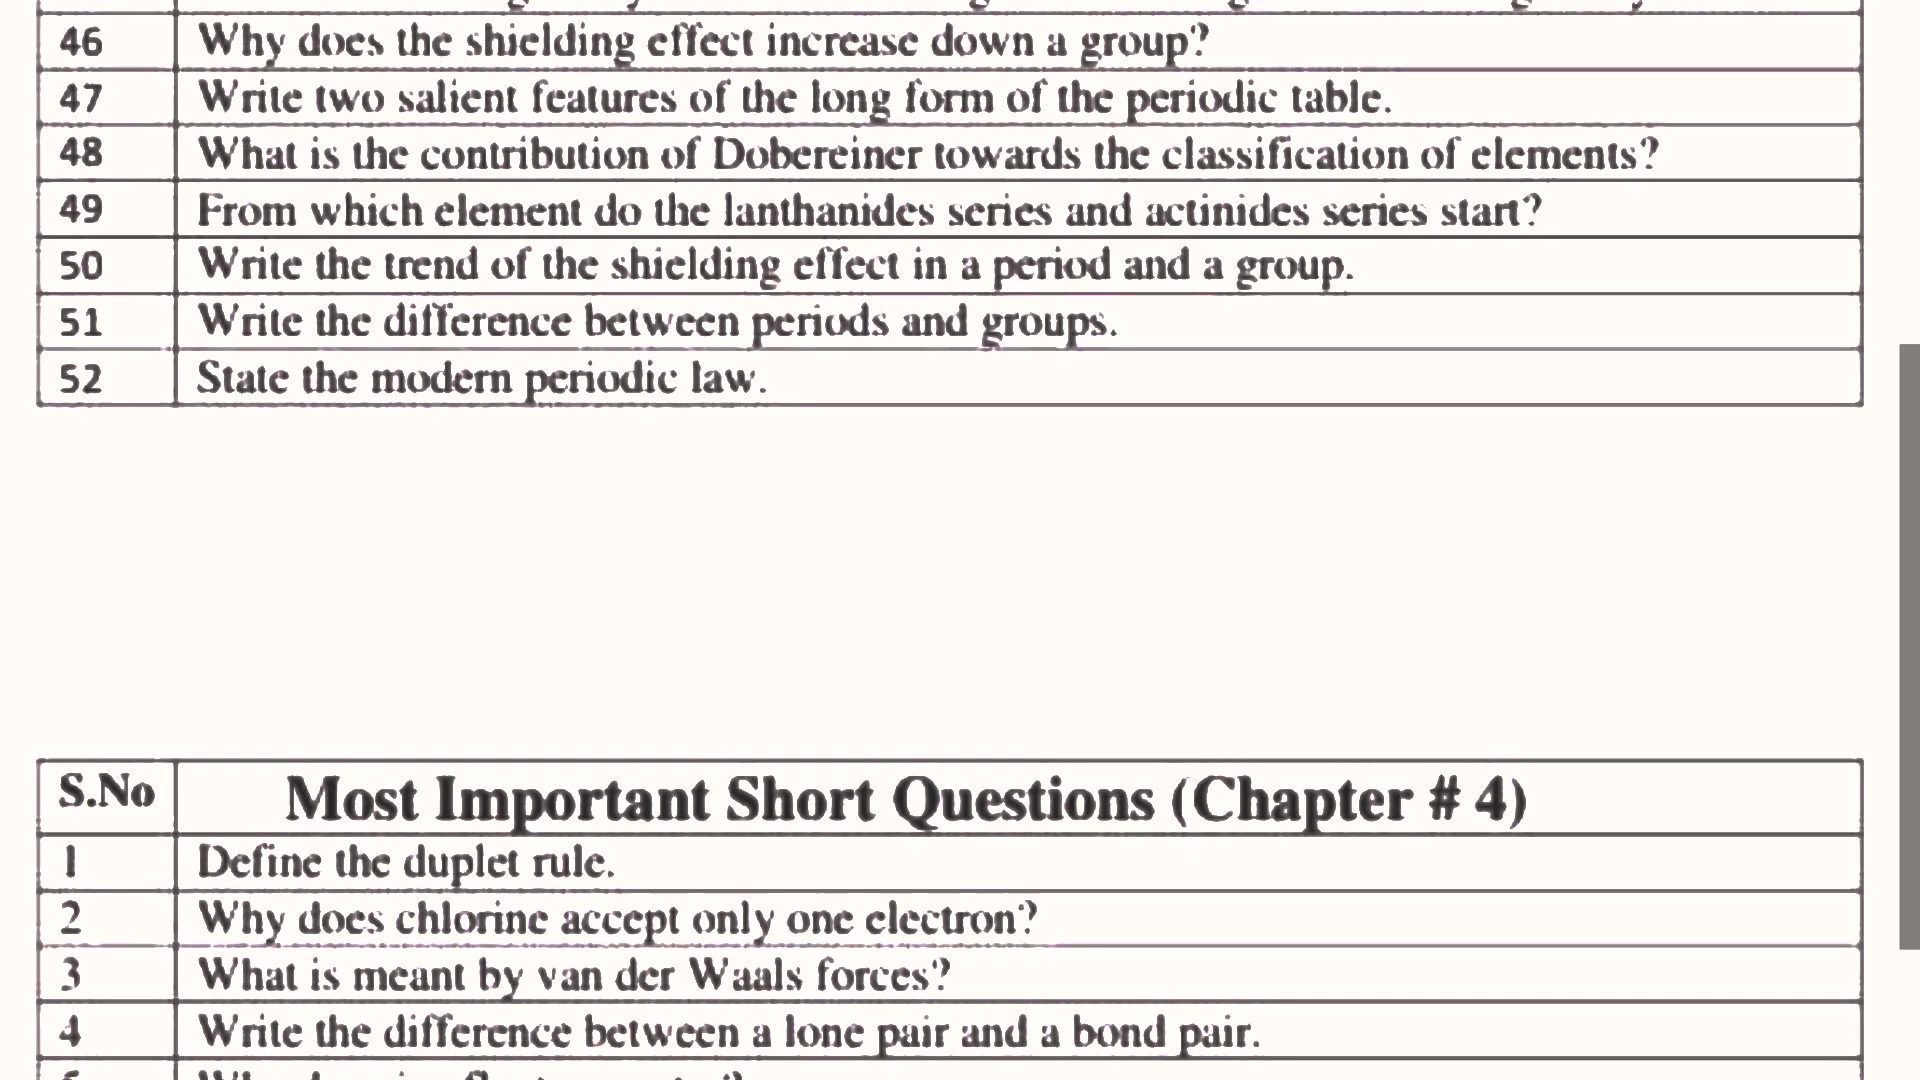 46 Why does the shielding effect increase down a group?
47 Write two salient features of the long form of the periodic table.
48 What is the contribution of Dobereiner towards the classification of elements?
49 From which element do the lanthanides series and actinides series start?
50 Write the trend of the shielding effect in a period and a group.
51 Write the difference between periods and groups.
52 State the modern periodic law.
S.No Most Important Short Questions (Chapter # 4)
1 Define the duplet rule.
2 Why does chlorine accept only one electron?
3 What is meant by van der Waals forces?
4 Write the difference between a lone pair and a bond pair.